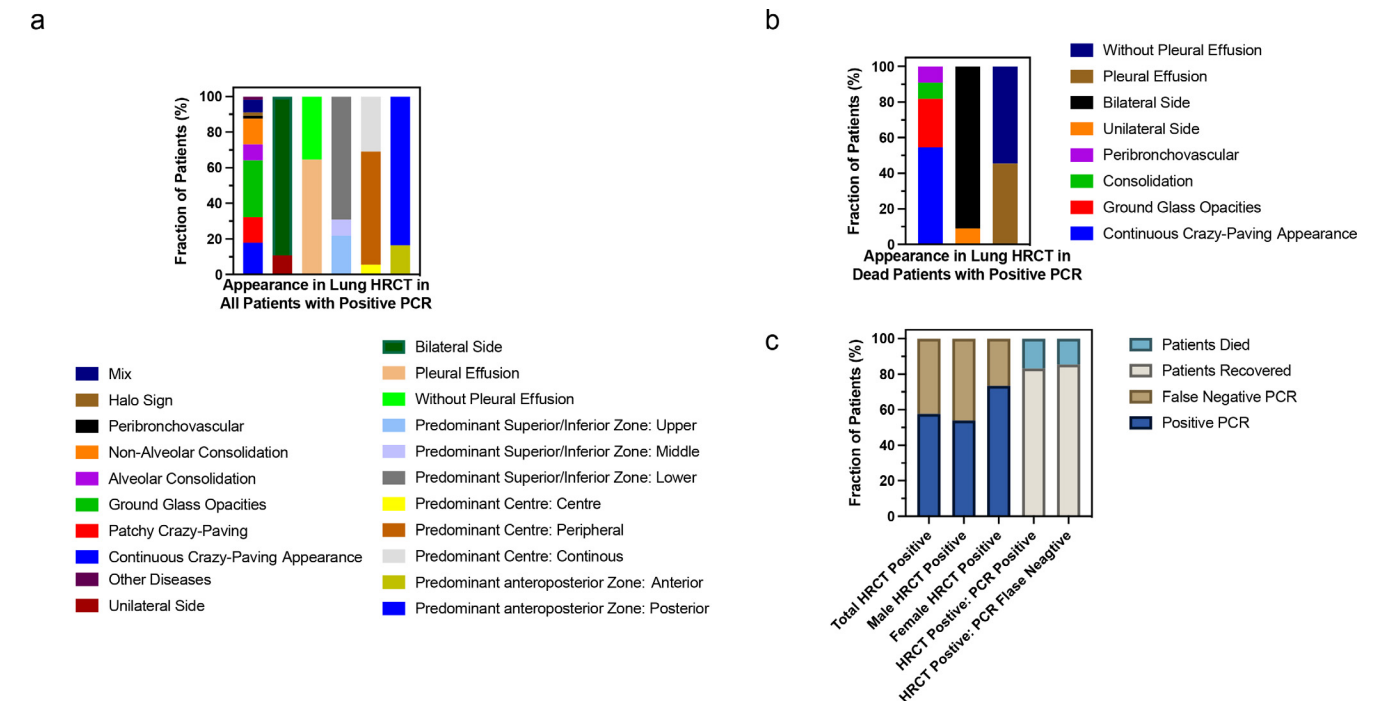 a
Fraction of Patients (%)
100
80
60
40
20
0
Appearance in Lung HRCT in
All Patients with Positive PCR
Mix
Halo Sign
Peribronchovascular
Non-Alveolar Consolidation
Alveolar Consolidation
Ground Glass Opacities
Patchy Crazy-Paving
Continuous Crazy-Paving Appearance
Other Diseases
Unilateral Side
Bilateral Side
Pleural Effusion
Without Pleural Effusion
Predominant Superior/Inferior Zone: Upper
Predominant Superior/Inferior Zone: Middle
Predominant Superior/Inferior Zone: Lower
Predominant Centre: Centre
Predominant Centre: Peripheral
Predominant Centre: Continous
Predominant anteroposterior Zone: Anterior
Predominant anteroposterior Zone: Posterior
b
Fraction of Patients (%)
100
80
60
40
20
0
Appearance in Lung HRCT in
Dead Patients with Positive PCR
Without Pleural Effusion
Pleural Effusion
Bilateral Side
Unilateral Side
Peribronchovascular
Consolidation
Ground Glass Opacities
Continuous Crazy-Paving Appearance
c
Fraction of Patients (%)
100
80
60
40
20
0
Total HRCT Positive
Male HRCT Positive
Female HRCT Positive
HRCT Postive: PCR Positive
HRCT Postive: PCR Flase Neagtive
Patients Died
Patients Recovered
False Negative PCR
Positive PCR